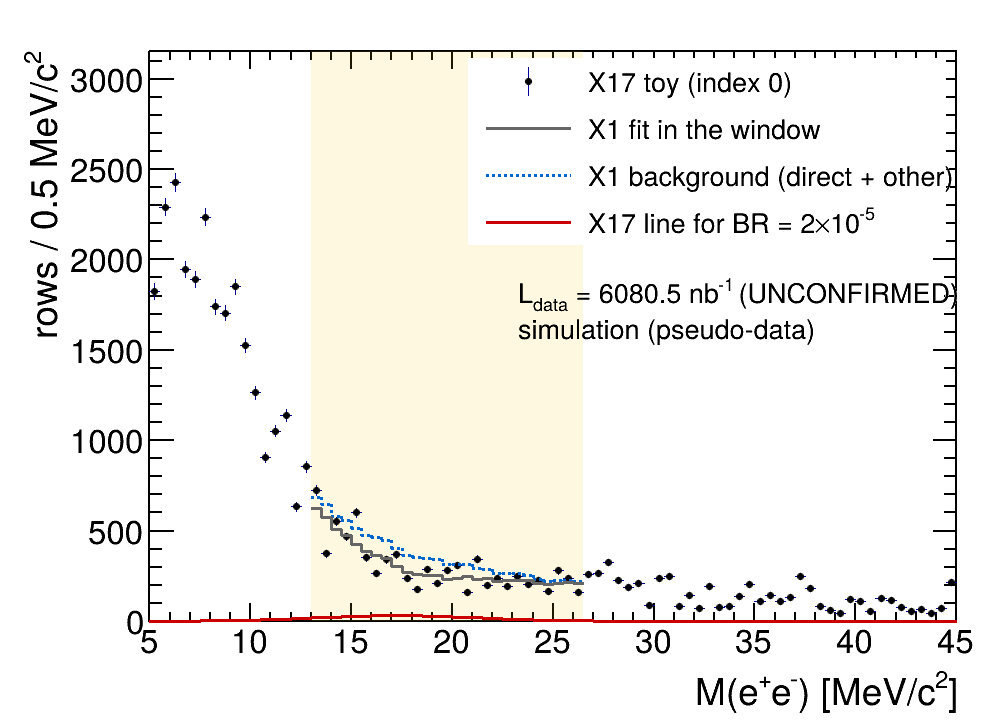 rows / 0.5 MeV/c²
3000
2500
2000
1500
1000
500
0
X17 toy (index 0)
X1 fit in the window
X1 background (direct + other)
X17 line for BR = 2×10⁻⁵
L_data = 6080.5 nb⁻¹ (UNCONFIRMED)
simulation (pseudo-data)
5 10 15 20 25 30 35 40 45
M(e⁺e⁻) [MeV/c²]